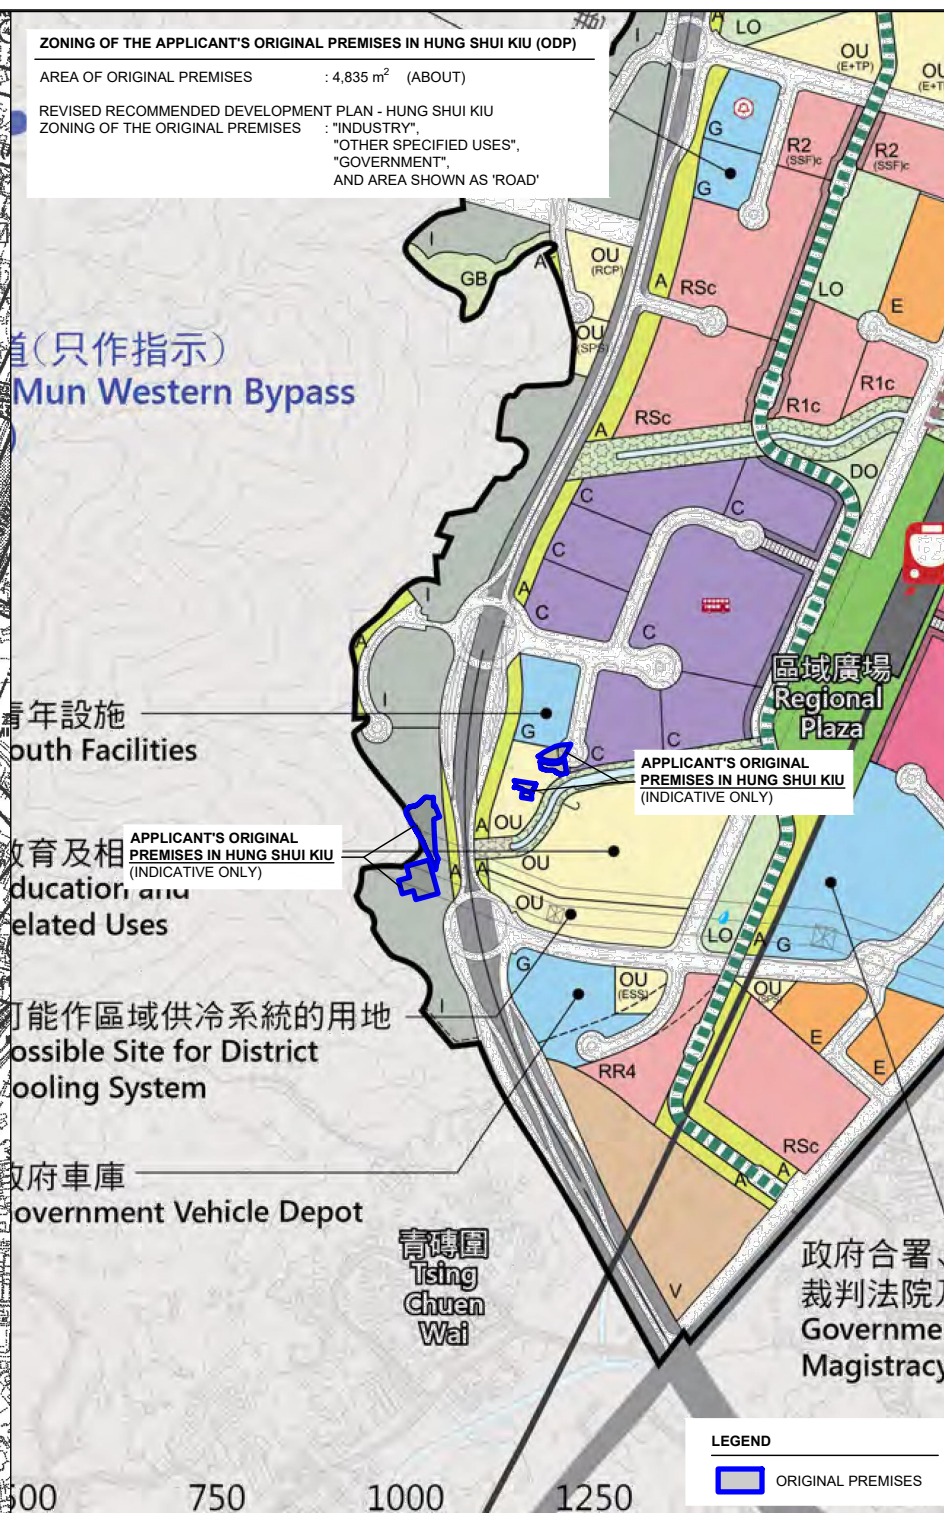 ZONING OF THE APPLICANT'S ORIGINAL PREMISES IN HUNG SHUI KIU (ODP)
AREA OF ORIGINAL PREMISES : 4,835 m² (ABOUT)
REVISED RECOMMENDED DEVELOPMENT PLAN - HUNG SHUI KIU
ZONING OF THE ORIGINAL PREMISES : "INDUSTRY",
"OTHER SPECIFIED USES",
"GOVERNMENT",
AND AREA SHOWN AS 'ROAD'
A
LO
I
OU
(E+TP)
OU
G
R2
(SSF)c
R2
(SSF)c
G
I
GB
A
OU
(RCP)
A
RSc
LO
E
OU
(SPS)
道(只作指示)
Mun Western Bypass
)
R1c
R1c
RSc
A
DO
C
C
C
A
I
C
C
A
區域廣場
Regional
Plaza
I
青年設施
outh Facilities
G
C
C
APPLICANT'S ORIGINAL
PREMISES IN HUNG SHUI KIU
(INDICATIVE ONLY)
A
OU
APPLICANT'S ORIGINAL
PREMISES IN HUNG SHUI KIU
(INDICATIVE ONLY)
教育及相
ducation and
elated Uses
OU
A
A
OU
LO
A
G
G
OU
(ESS)
OU
(SPS)
I
可能作區域供冷系統的用地
ossible Site for District
ooling System
E
E
RR4
RSc
A
A
政府車庫
overnment Vehicle Depot
青磚圍
Tsing
Chuen
Wai
政府合署、
裁判法院及
Governme
Magistracy
V
LEGEND
ORIGINAL PREMISES
500
750
1000
1250